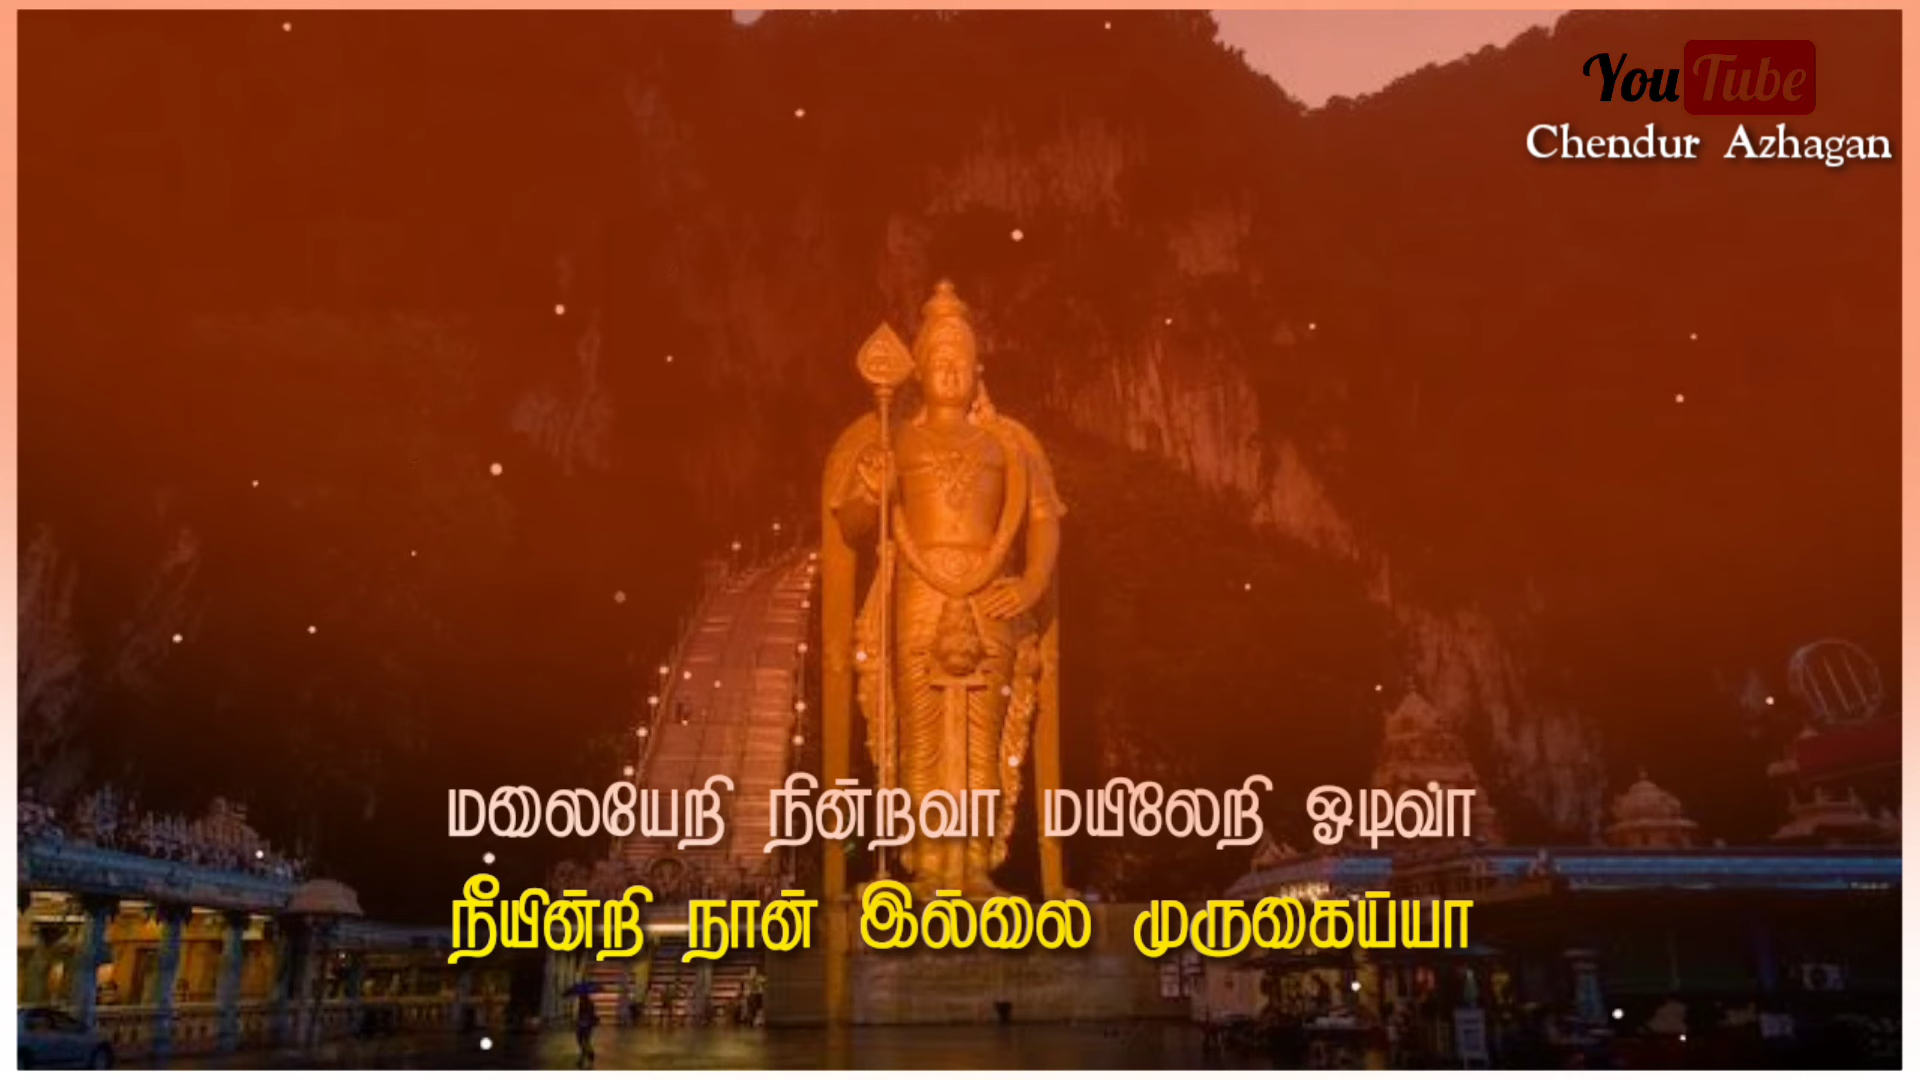 YouTube
Chendur Azhagan
மலையேறி நின்றவா மயிலேறி ஓடிவா
நீயின்றி நான் இல்லை முருகைய்யா